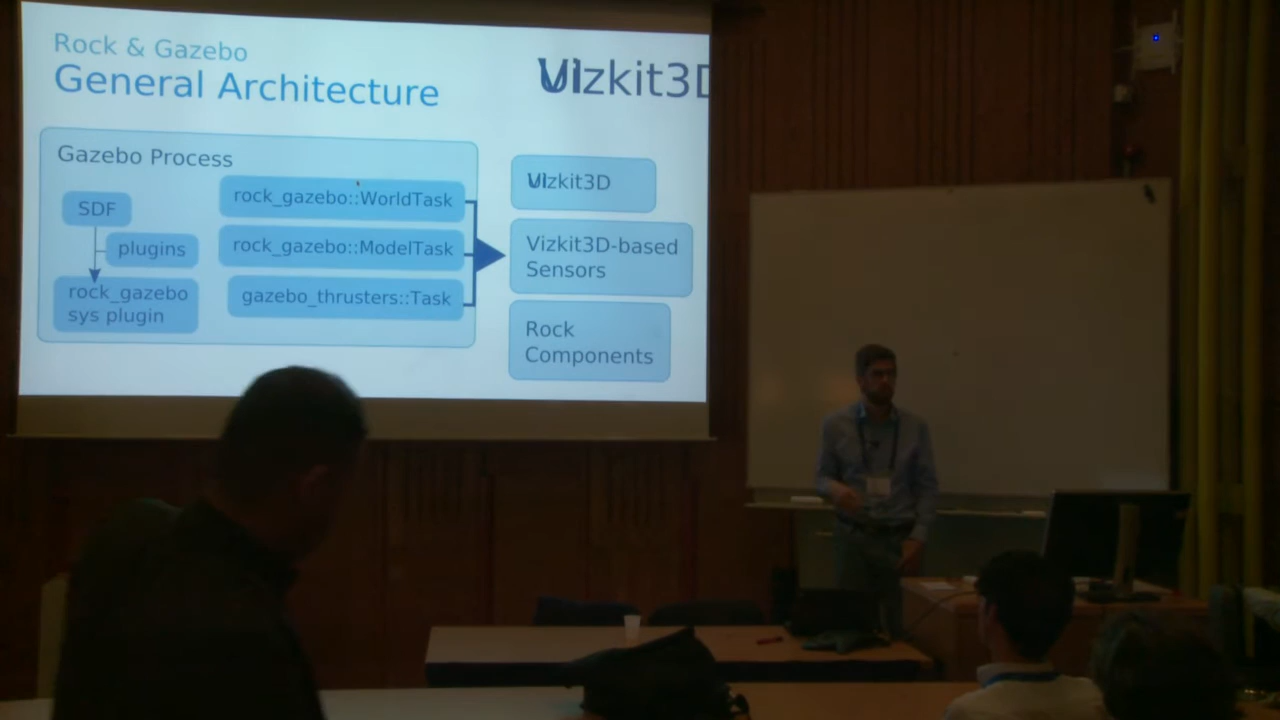 Rock & Gazebo
General Architecture
VIzkit3D
Gazebo Process
SDF
plugins
rock_gazebo
sys plugin
rock_gazebo::WorldTask
rock_gazebo::ModelTask
gazebo_thrusters::Task
VIzkit3D
Vizkit3D-based
Sensors
Rock
Components